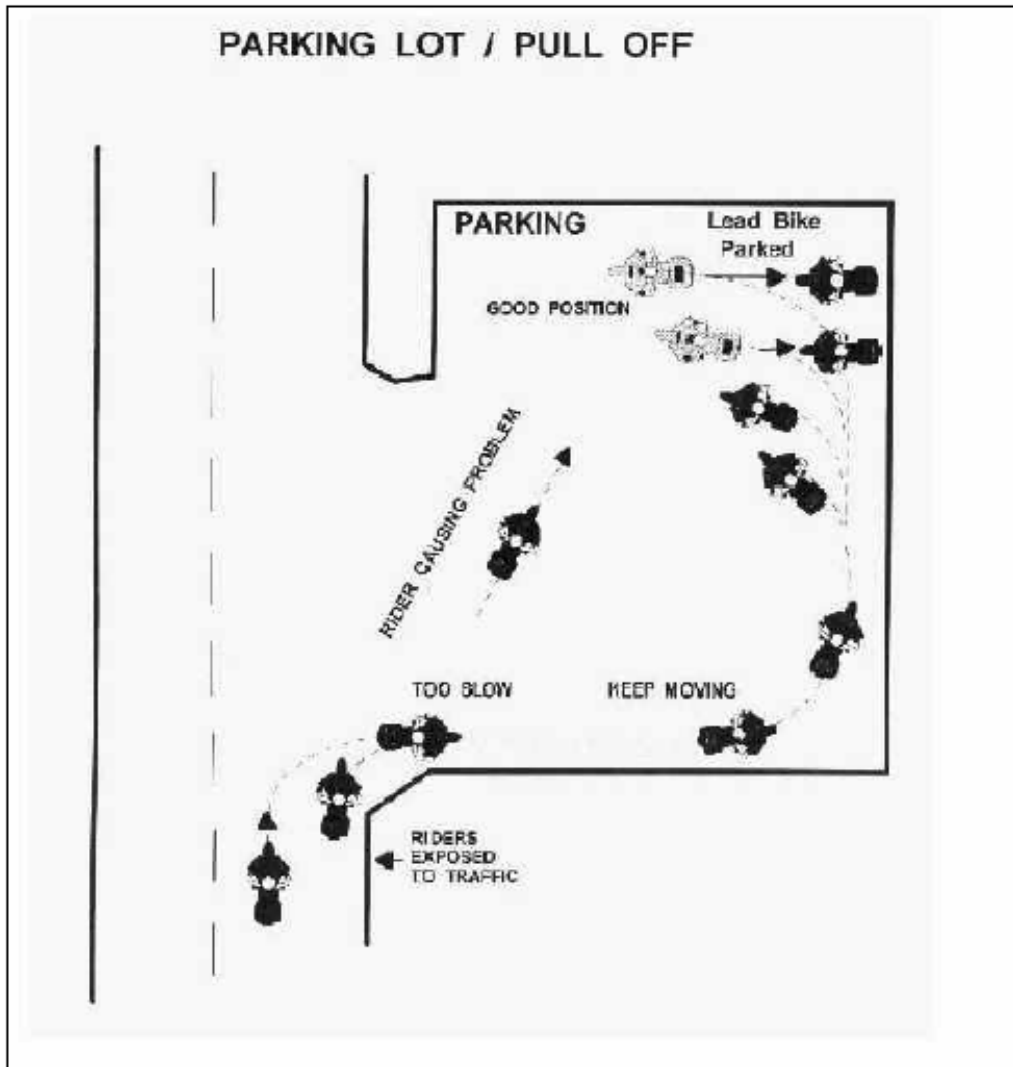 PARKING LOT / PULL OFF
PARKING
Lead Bike
Parked
GOOD POSITION
RIDER CAUSING PROBLEM
TOO SLOW
KEEP MOVING
RIDERS
EXPOSED
TO TRAFFIC